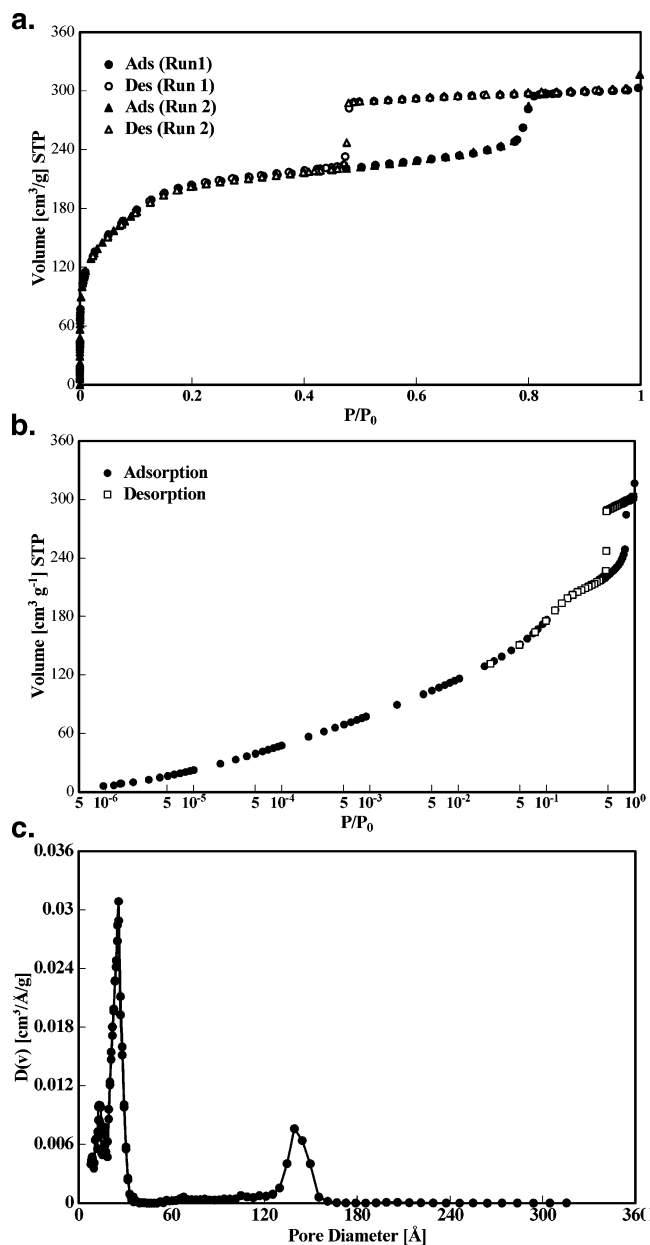 a.
360
300
240
180
120
60
0
Volume [cm³/g] STP
Ads (Run1)
Des (Run 1)
Ads (Run 2)
Des (Run 2)
0 0.2 0.4 0.6 0.8 1
P/P₀
b.
360
300
240
180
120
60
0
Volume [cm³ g⁻¹] STP
Adsorption
Desorption
5 10⁻⁶ 5 10⁻⁵ 5 10⁻⁴ 5 10⁻³ 5 10⁻² 5 10⁻¹ 5 10⁰
P/P₀
c.
0.036
0.03
0.024
0.018
0.012
0.006
0
D(v) [cm³/Å/g]
0 60 120 180 240 300 360
Pore Diameter [Å]